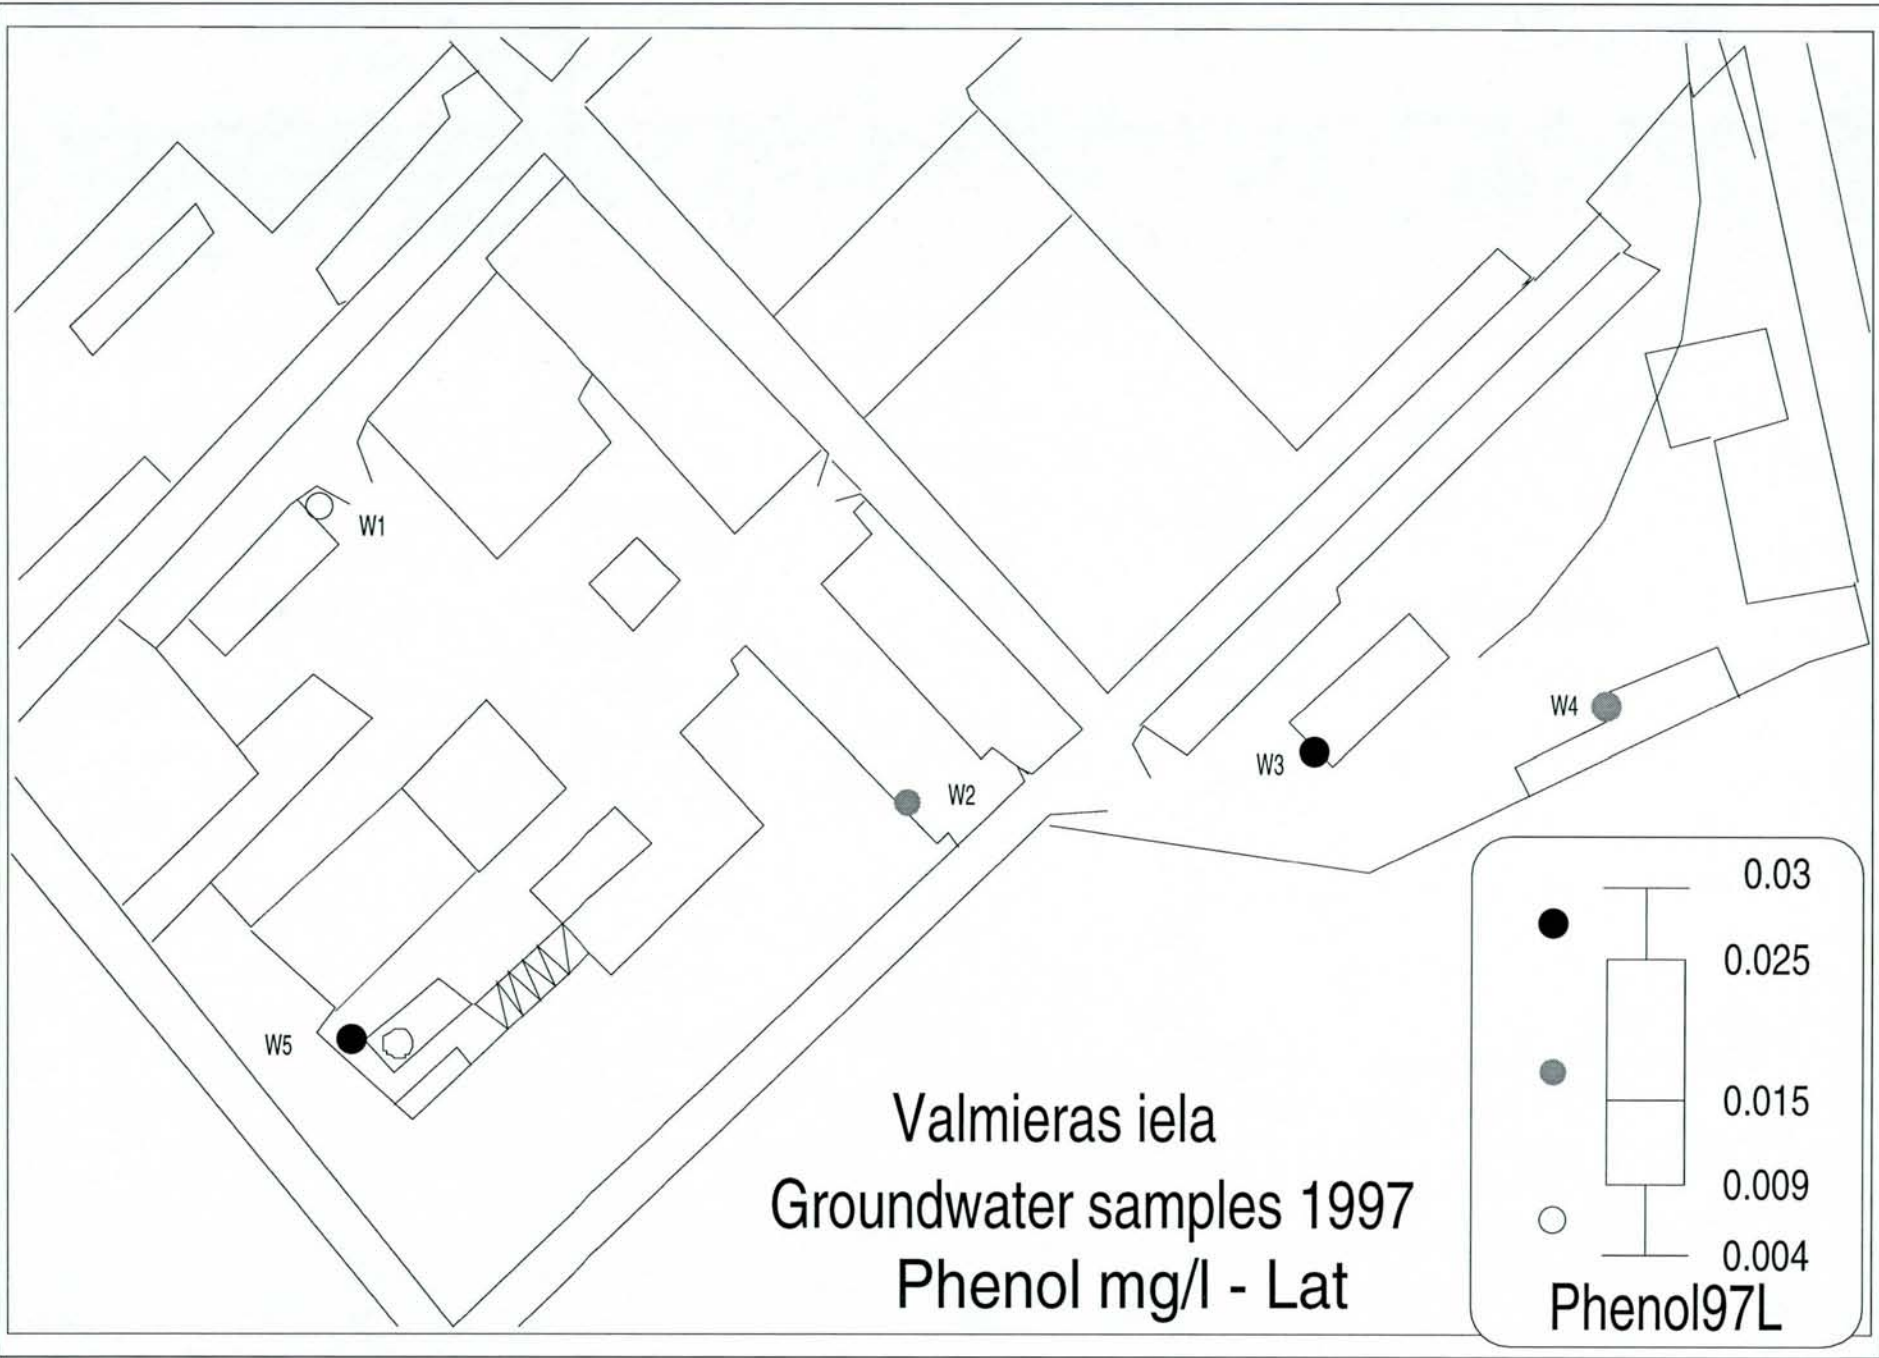 W1
W4
W3
W2
W5
Valmieras iela
Groundwater samples 1997
Phenol mg/l - Lat
0.03
0.025
0.015
0.009
0.004
Phenol97L